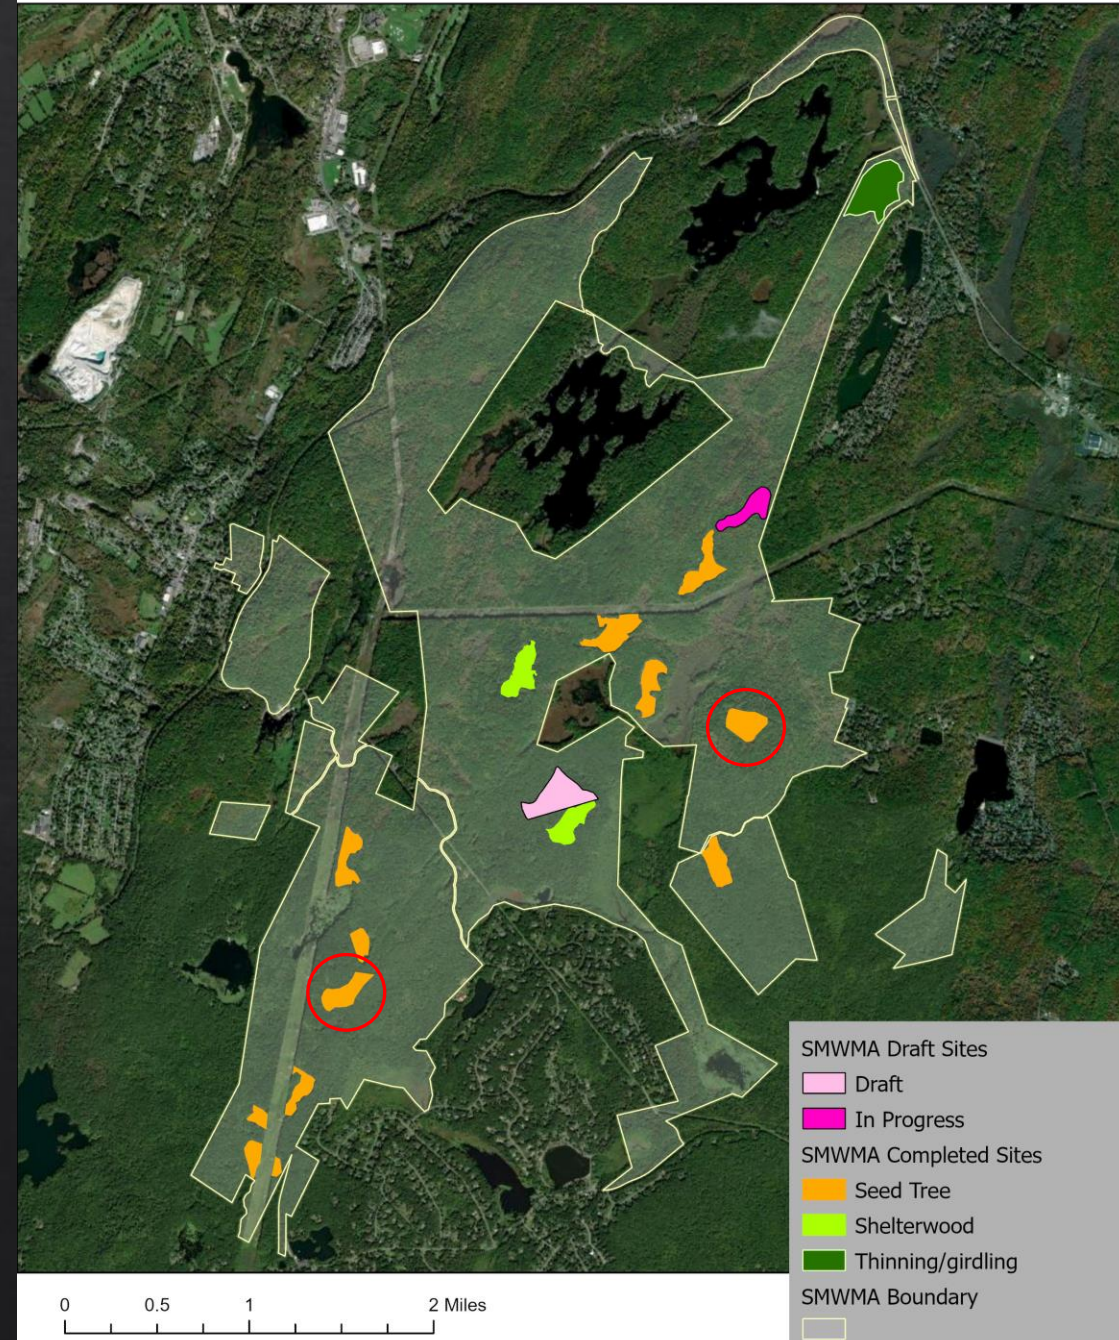 SMWMA Draft Sites
Draft
In Progress
SMWMA Completed Sites
Seed Tree
Shelterwood
Thinning/girdling
SMWMA Boundary
0 0.5 1 2 Miles